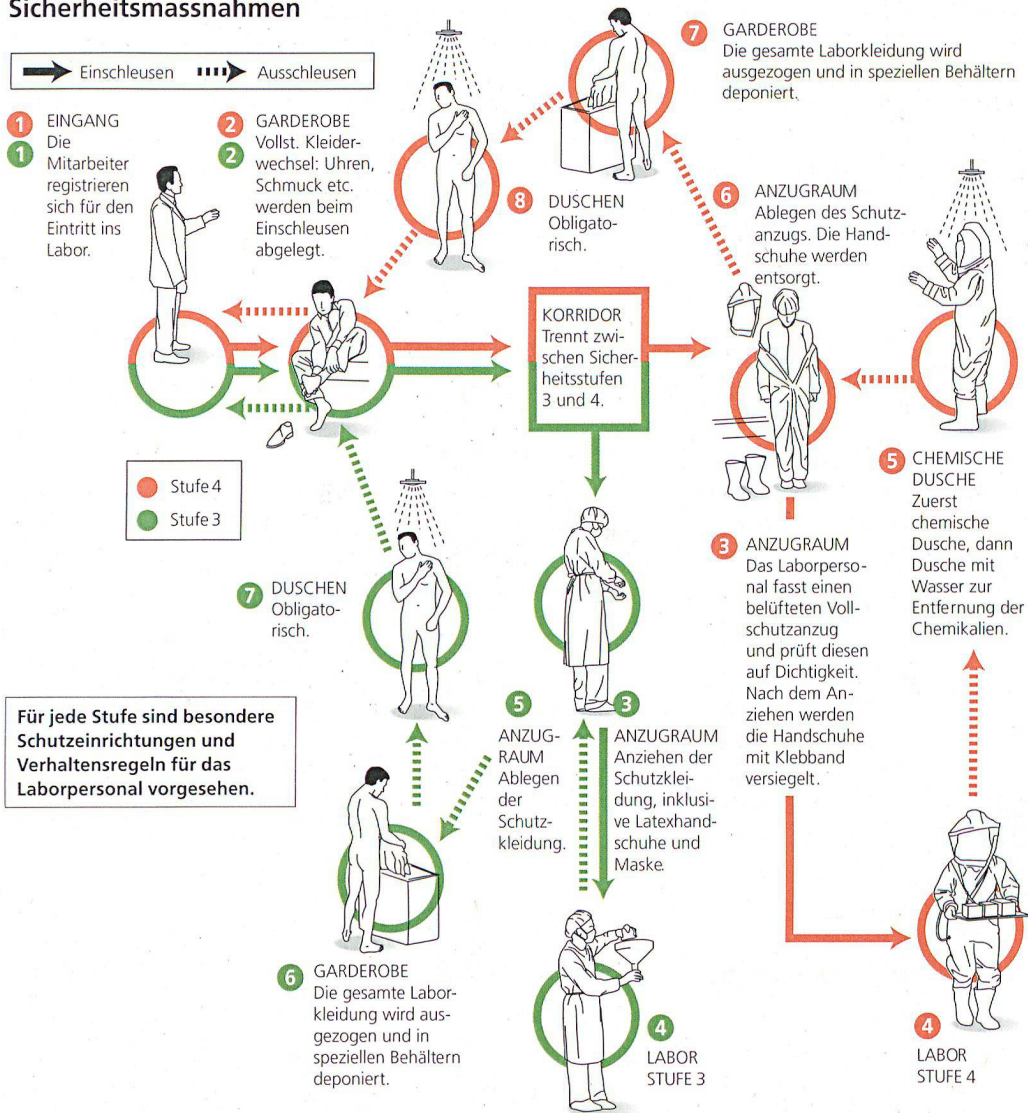 Sicherheitsmassnahmen
Einschleusen
Ausschleusen
1
1
EINGANG
Die
Mitarbeiter
registrieren
sich für den
Eintritt ins
Labor.
2
2
GARDEROBE
Vollst. Kleider-
wechsel: Uhren,
Schmuck etc.
werden beim
Einschleusen
abgelegt.
8
DUSCHEN
Obligato-
risch.
7
GARDEROBE
Die gesamte Laborkleidung wird
ausgezogen und in speziellen Behältern
deponiert.
6
ANZUGRAUM
Ablegen des Schutz-
anzugs. Die Hand-
schuhe werden
entsorgt.
KORRIDOR
Trennt zwi-
schen Sicher-
heitsstufen
3 und 4.
Stufe 4
Stufe 3
5
CHEMISCHE
DUSCHE
Zuerst
chemische
Dusche, dann
Dusche mit
Wasser zur
Entfernung der
Chemikalien.
3
ANZUGRAUM
Das Laborperso-
nal fasst einen
belüfteten Voll-
schutzanzug
und prüft diesen
auf Dichtigkeit.
Nach dem An-
ziehen werden
die Handschuhe
mit Klebband
versiegelt.
7
DUSCHEN
Obligato-
risch.
Für jede Stufe sind besondere
Schutzeinrichtungen und
Verhaltensregeln für das
Laborpersonal vorgesehen.
5
ANZUG-
RAUM
Ablegen
der
Schutz-
kleidung.
3
ANZUGRAUM
Anziehen der
Schutzklei-
dung, inklusi-
ve Latexhand-
schuhe und
Maske.
6
GARDEROBE
Die gesamte Labor-
kleidung wird aus-
gezogen und in
speziellen Behältern
deponiert.
4
LABOR
STUFE 3
4
LABOR
STUFE 4